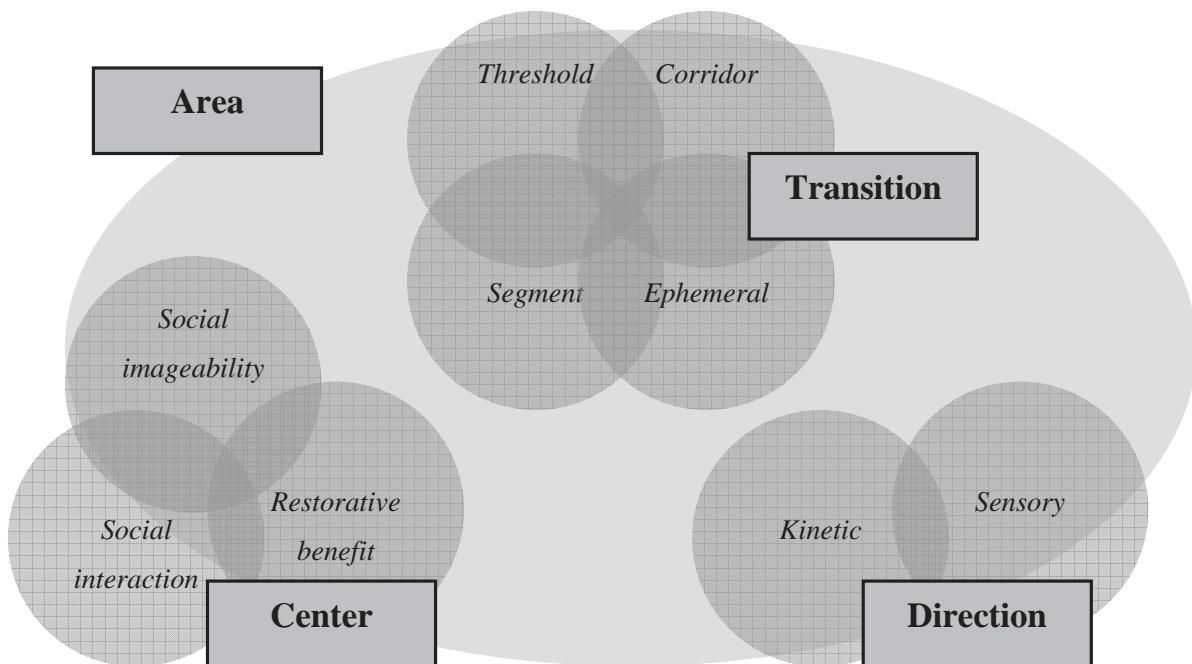 Threshold
Corridor
Area
Transition
Segment
Ephemeral
Social
imageability
Restorative
benefit
Social
interaction
Center
Kinetic
Sensory
Direction